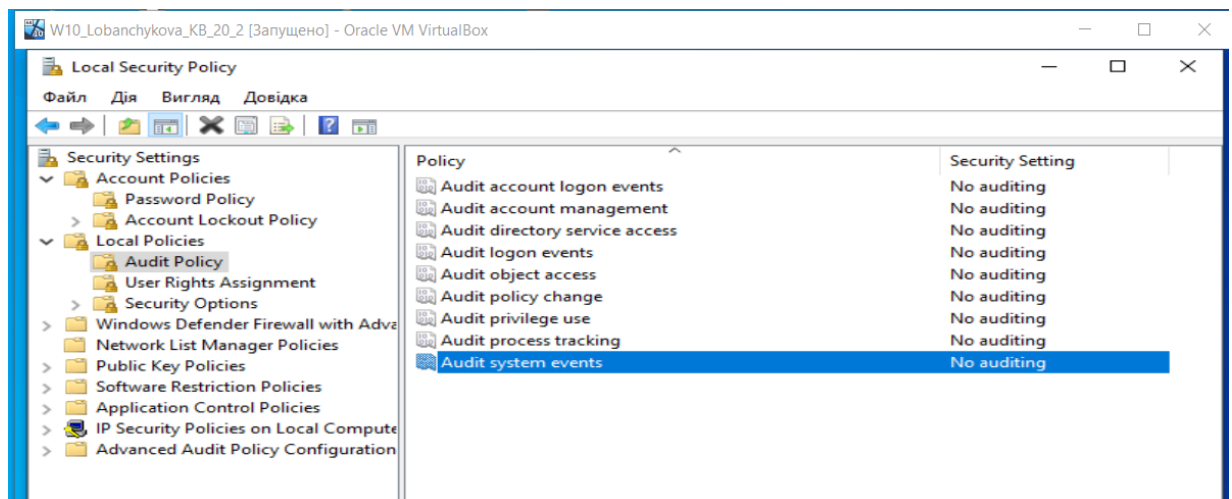 W10_Lobanchykova_KB_20_2 [Запущено] - Oracle VM VirtualBox
Local Security Policy
Файл Дія Вигляд Довідка
Security Settings
Account Policies
Password Policy
Account Lockout Policy
Local Policies
Audit Policy
User Rights Assignment
Security Options
Windows Defender Firewall with Adva
Network List Manager Policies
Public Key Policies
Software Restriction Policies
Application Control Policies
IP Security Policies on Local Compute
Advanced Audit Policy Configuration
Policy Security Setting
Audit account logon events No auditing
Audit account management No auditing
Audit directory service access No auditing
Audit logon events No auditing
Audit object access No auditing
Audit policy change No auditing
Audit privilege use No auditing
Audit process tracking No auditing
Audit system events No auditing